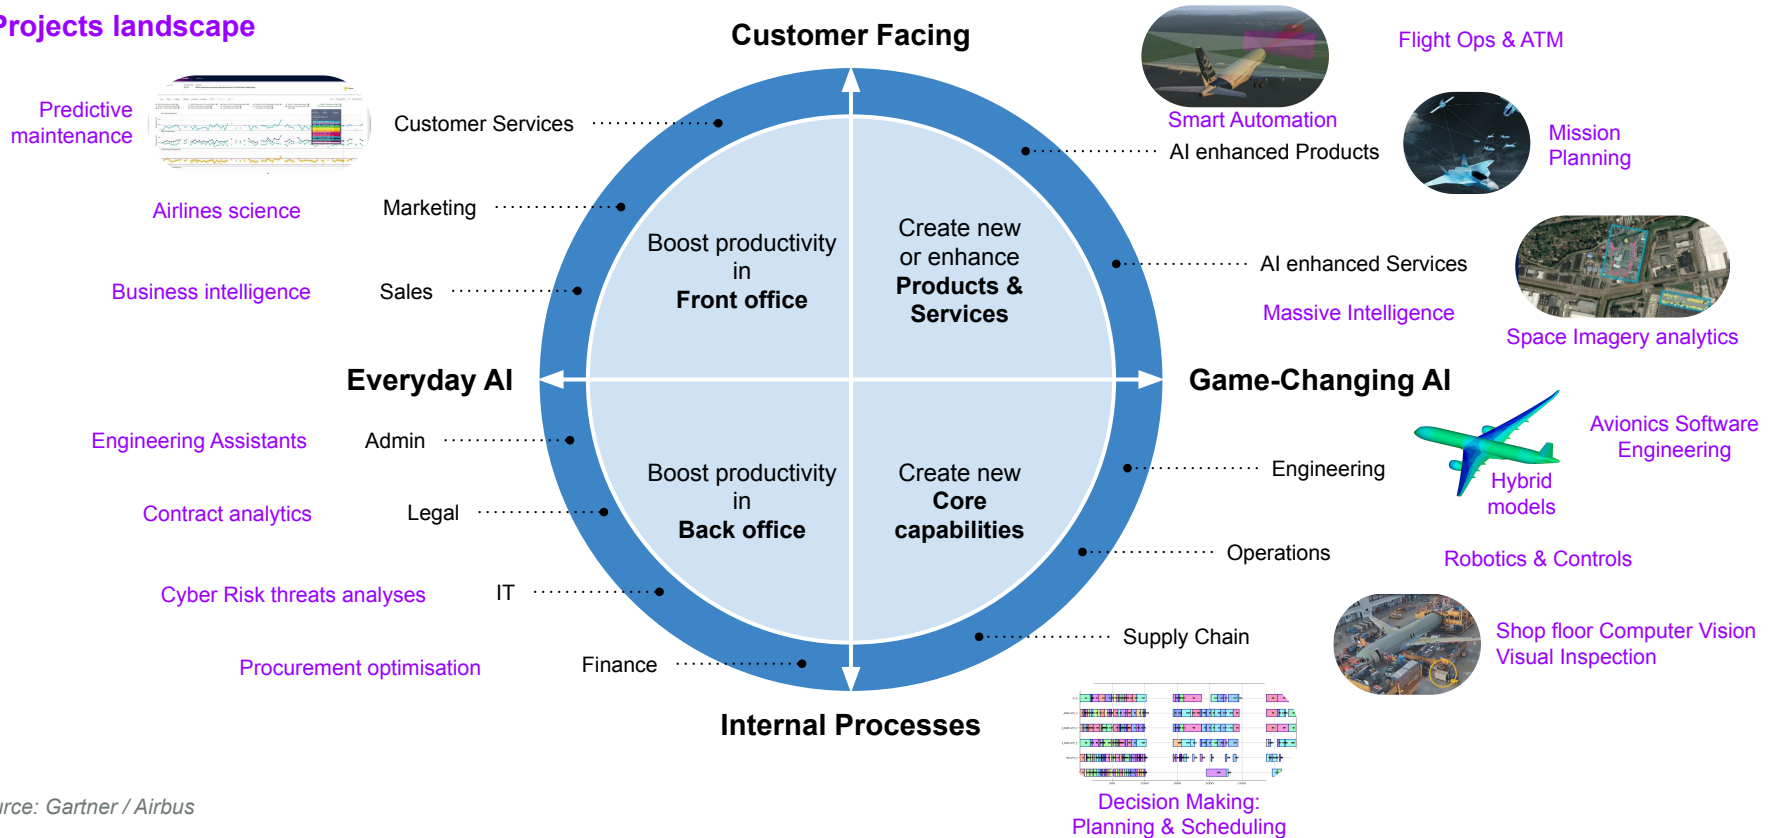 Projects landscape
Customer Facing
Flight Ops & ATM
Predictive
maintenance
Customer Services
Smart Automation
AI enhanced Products
Mission
Planning
Airlines science
Marketing
Boost productivity
in
Front office
Create new
or enhance
Products &
Services
AI enhanced Services
Business intelligence
Sales
Massive Intelligence
Space Imagery analytics
Everyday AI
Game-Changing AI
Engineering Assistants
Admin
Boost productivity
in
Back office
Create new
Core
capabilities
Engineering
Avionics Software
Engineering
Hybrid
models
Contract analytics
Legal
Operations
Robotics & Controls
Cyber Risk threats analyses
IT
Supply Chain
Shop floor Computer Vision
Visual Inspection
Procurement optimisation
Finance
Internal Processes
Decision Making:
Planning & Scheduling
urce: Gartner / Airbus